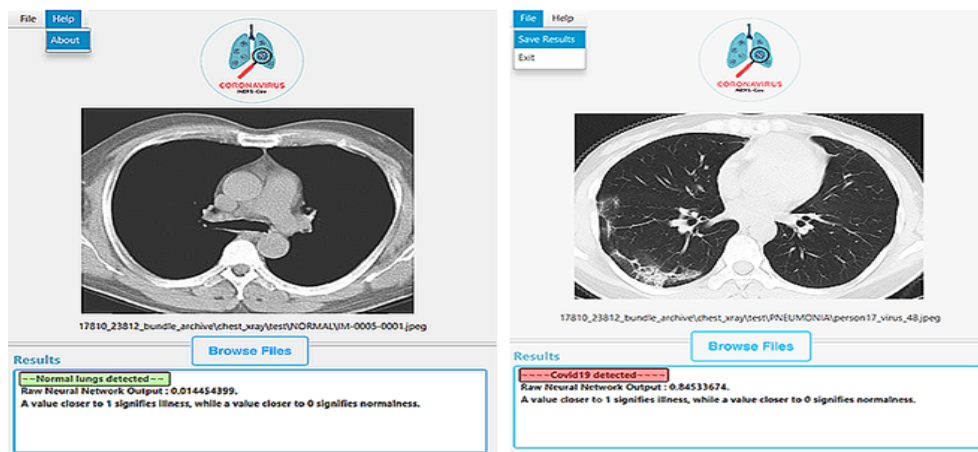 File Help
About
CORONAVIRUS
17810_23812_bundle_archive\chest_xray\test\NORMAL\IM-0005-0001.jpeg
Browse Files
Results
--Normal lungs detected--
Raw Neural Network Output : 0.014454399.
A value closer to 1 signifies illness, while a value closer to 0 signifies normalness.
File Help
Save Results
Exit
CORONAVIRUS
17810_23812_bundle_archive\chest_xray\test\PNEUMONIA\person17_virus_48.jpeg
Browse Files
Results
----Covid19 detected----
Raw Neural Network Output : 0.84533674.
A value closer to 1 signifies illness, while a value closer to 0 signifies normalness.